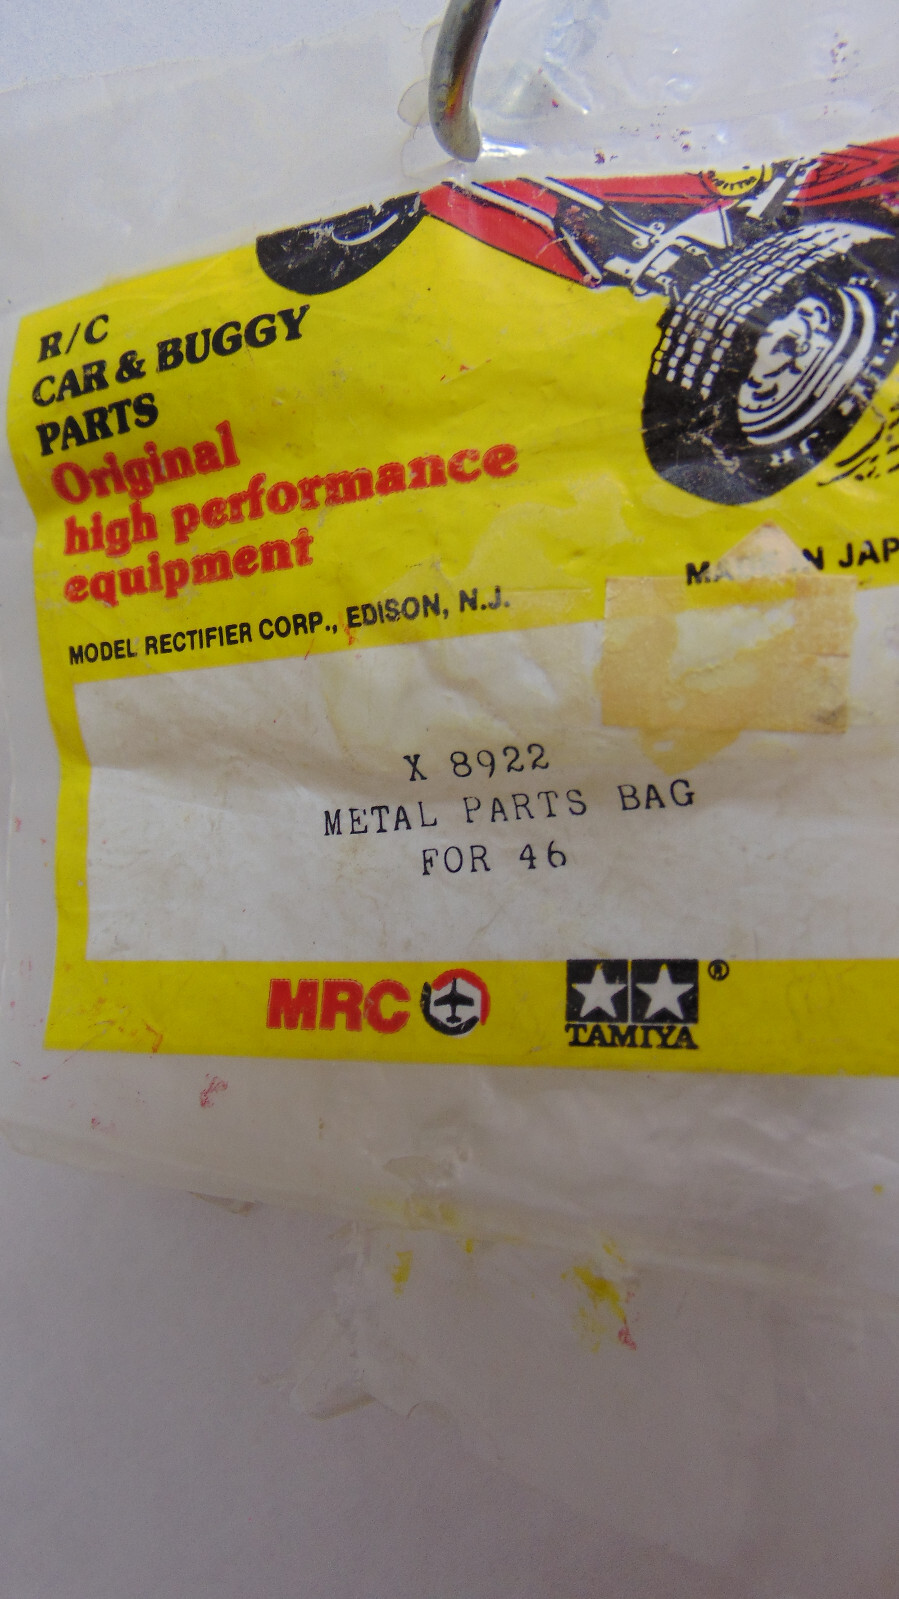 R/C
CAR & BUGGY
PARTS
Original
high performance
equipment
MODEL RECTIFIER CORP., EDISON, N.J.
JAP
X 8922
METAL PARTS BAG
FOR 46
MRC
TAMIYA®